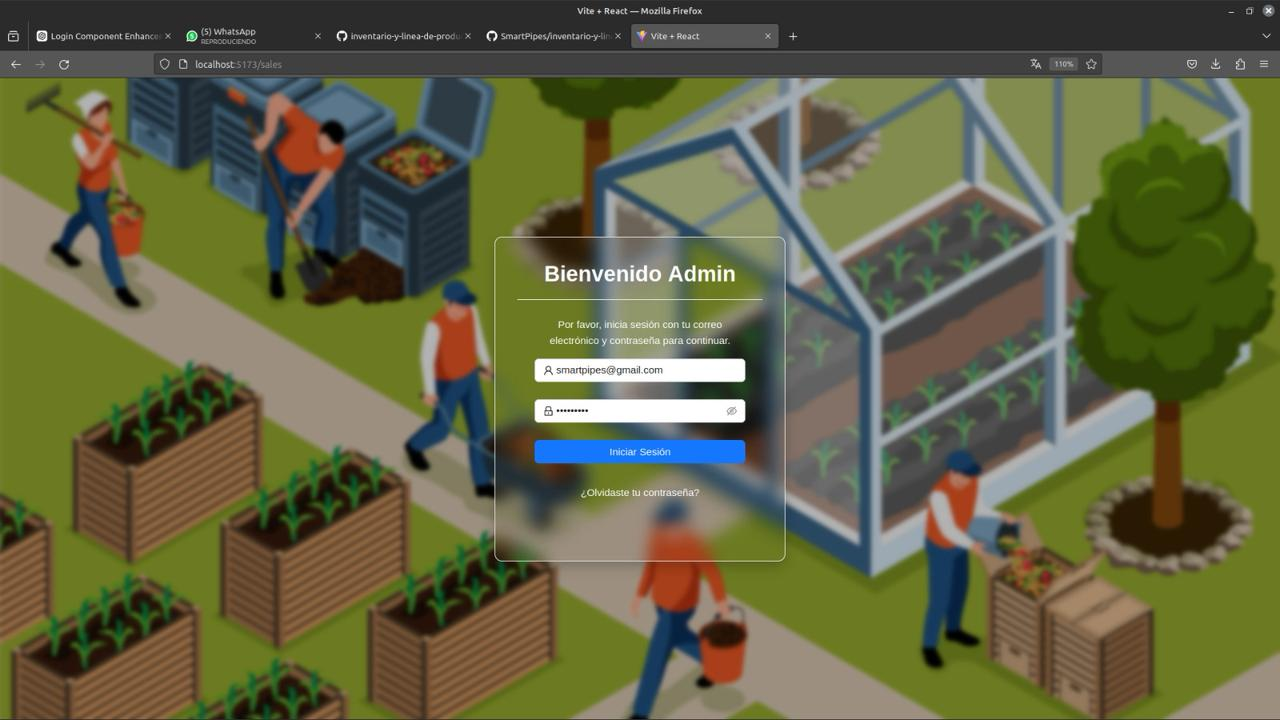 Vite + React — Mozilla Firefox
Login Component Enhance
(5) WhatsApp
REPRODUCIENDO
inventario-y-linea-de-produ
SmartPipes/inventario-y-lin
Vite + React
localhost:5173/sales
110%
Bienvenido Admin
Por favor, inicia sesión con tu correo
electrónico y contraseña para continuar.
smartpipes@gmail.com
•••••••••
Iniciar Sesión
¿Olvidaste tu contraseña?